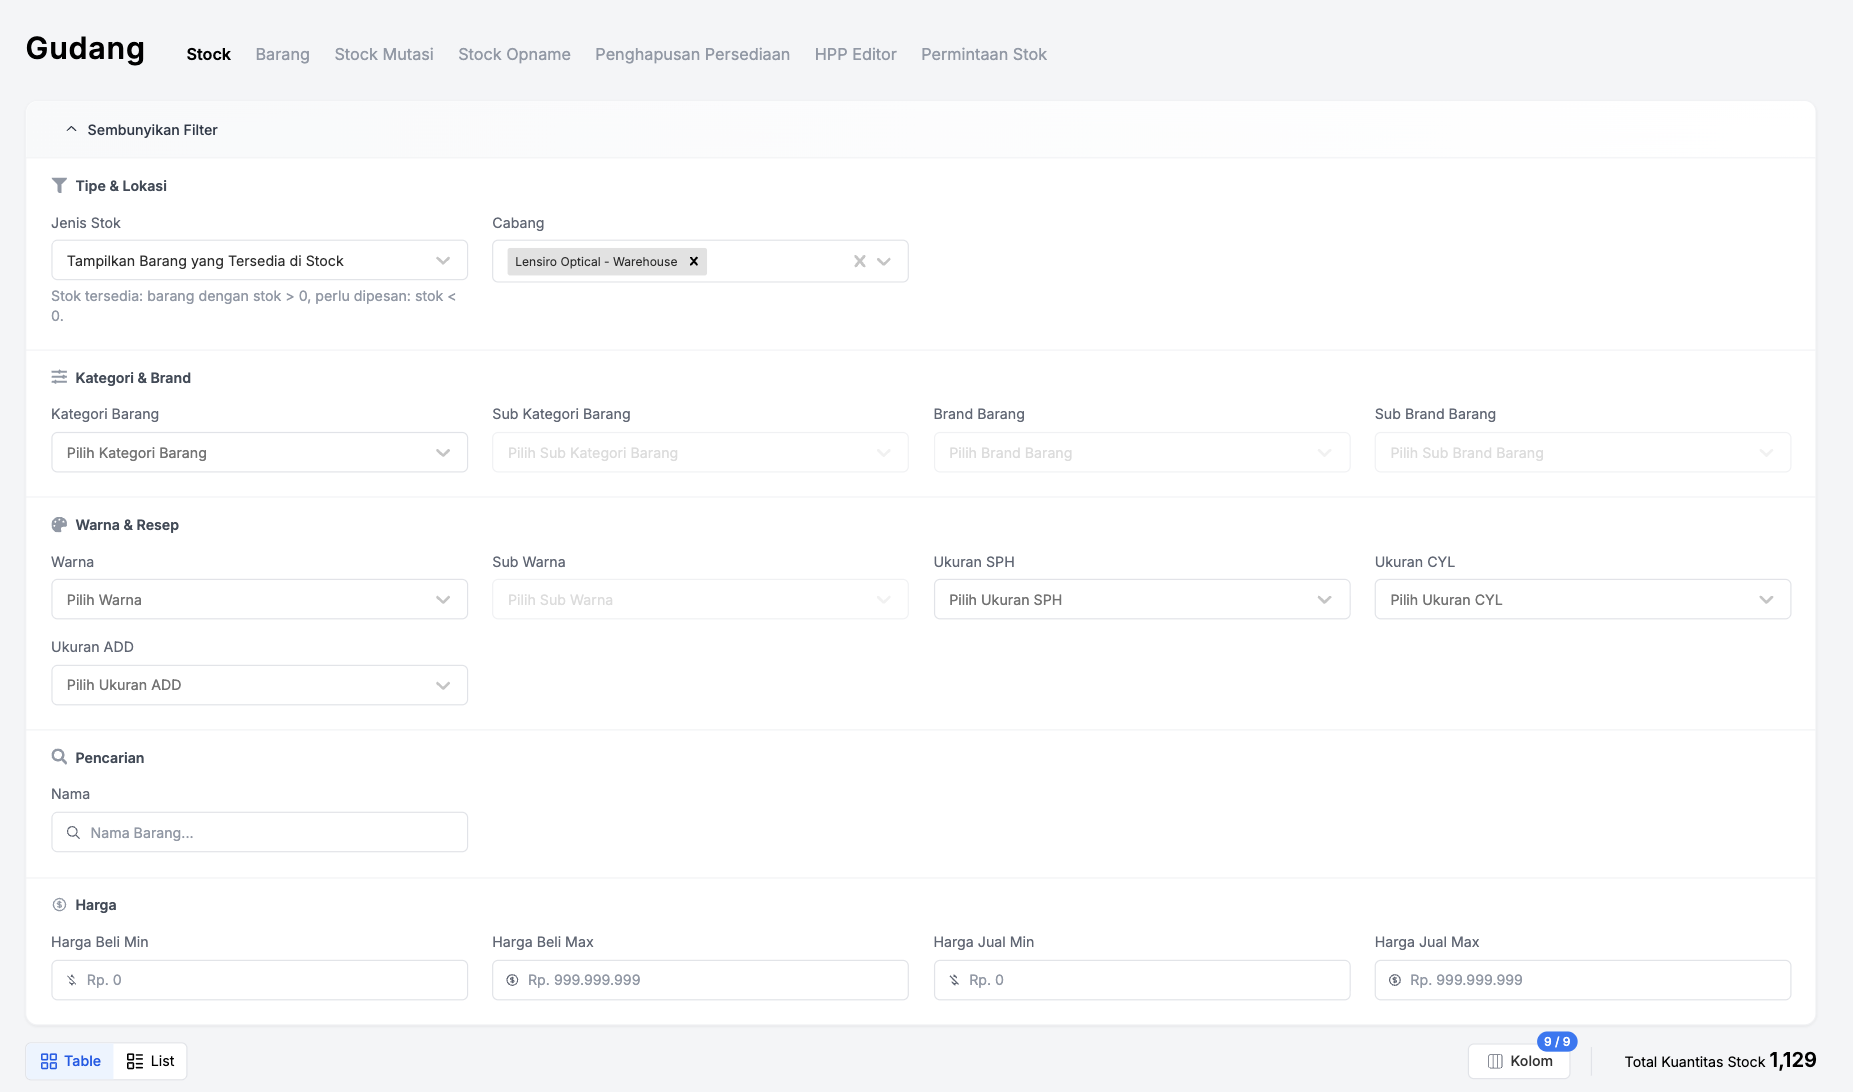 Gudang
Stock Barang Stock Mutasi Stock Opname Penghapusan Persediaan HPP Editor Permintaan Stok
Sembunyikan Filter
Tipe & Lokasi
Jenis Stok Cabang
Tampilkan Barang yang Tersedia di Stock Lensiro Optical - Warehouse
Stok tersedia: barang dengan stok > 0, perlu dipesan: stok <
0.
Kategori & Brand
Kategori Barang Sub Kategori Barang Brand Barang Sub Brand Barang
Pilih Kategori Barang Pilih Sub Kategori Barang Pilih Brand Barang Pilih Sub Brand Barang
Warna & Resep
Warna Sub Warna Ukuran SPH Ukuran CYL
Pilih Warna Pilih Sub Warna Pilih Ukuran SPH Pilih Ukuran CYL
Ukuran ADD
Pilih Ukuran ADD
Pencarian
Nama
Nama Barang...
Harga
Harga Beli Min Harga Beli Max Harga Jual Min Harga Jual Max
Rp. 0 Rp. 999.999.999 Rp. 0 Rp. 999.999.999
9 / 9
Table List Kolom Total Kuantitas Stock 1,129